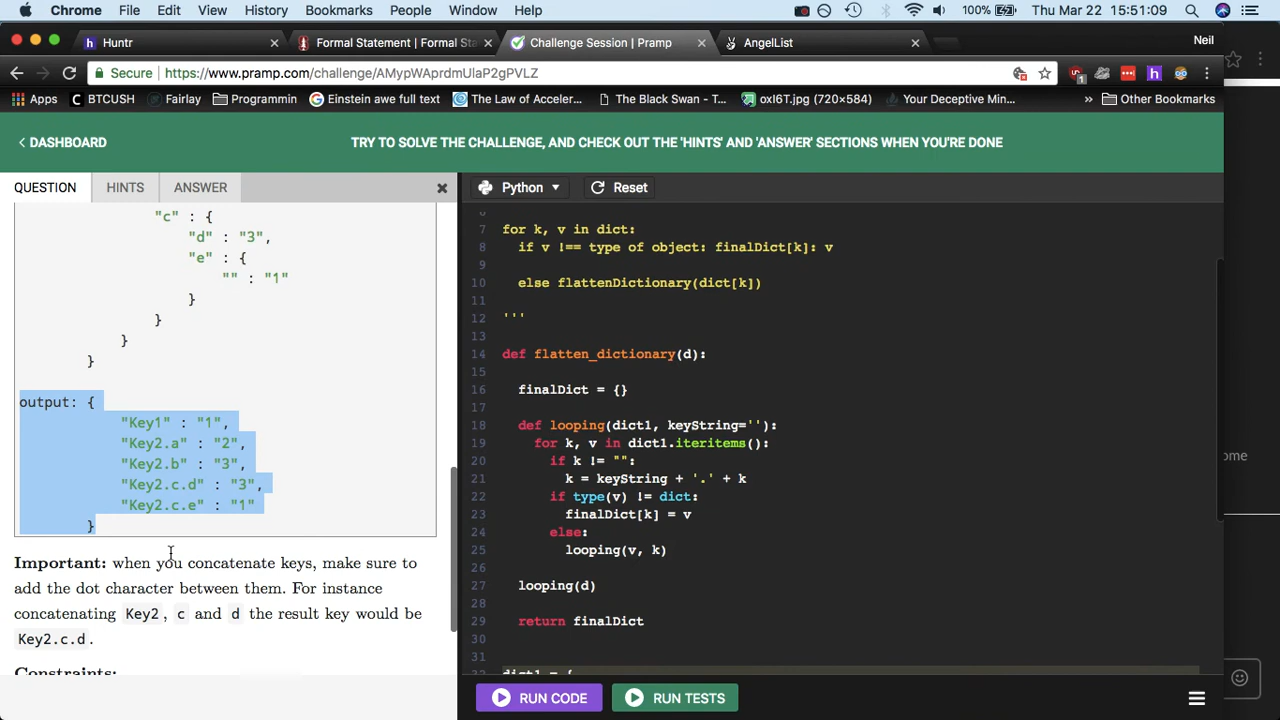 Chrome File Edit View History Bookmarks People Window Help 100% Thu Mar 22 15:51:09
Huntr Formal Statement | Formal Sta Challenge Session | Pramp AngelList Neil
Secure https://www.pramp.com/challenge/AMypWAprdmUlaP2gPVLZ
Apps BTCUSH Fairlay Programmin Einstein awe full text The Law of Acceler... The Black Swan - T... oxI6T.jpg (720×584) Your Deceptive Min... » Other Bookmarks
DASHBOARD TRY TO SOLVE THE CHALLENGE, AND CHECK OUT THE 'HINTS' AND 'ANSWER' SECTIONS WHEN YOU'RE DONE
QUESTION HINTS ANSWER
"c" : {
"d" : "3",
"e" : {
"" : "1"
}
}
}
}
output: {
"Key1" : "1",
"Key2.a" : "2",
"Key2.b" : "3",
"Key2.c.d" : "3",
"Key2.c.e" : "1"
}
Important: when you concatenate keys, make sure to
add the dot character between them. For instance
concatenating Key2, c and d the result key would be
Key2.c.d.
Constraints:
Python Reset
6
7 for k, v in dict:
8 if v !== type of object: finalDict[k]: v
9
10 else flattenDictionary(dict[k])
11
12 '''
13
14 def flatten_dictionary(d):
15
16 finalDict = {}
17
18 def looping(dict1, keyString=''):
19 for k, v in dict1.iteritems():
20 if k != "":
21 k = keyString + '.' + k
22 if type(v) != dict:
23 finalDict[k] = v
24 else:
25 looping(v, k)
26
27 looping(d)
28
29 return finalDict
30
31
32 dict1 = {
RUN CODE RUN TESTS
ome